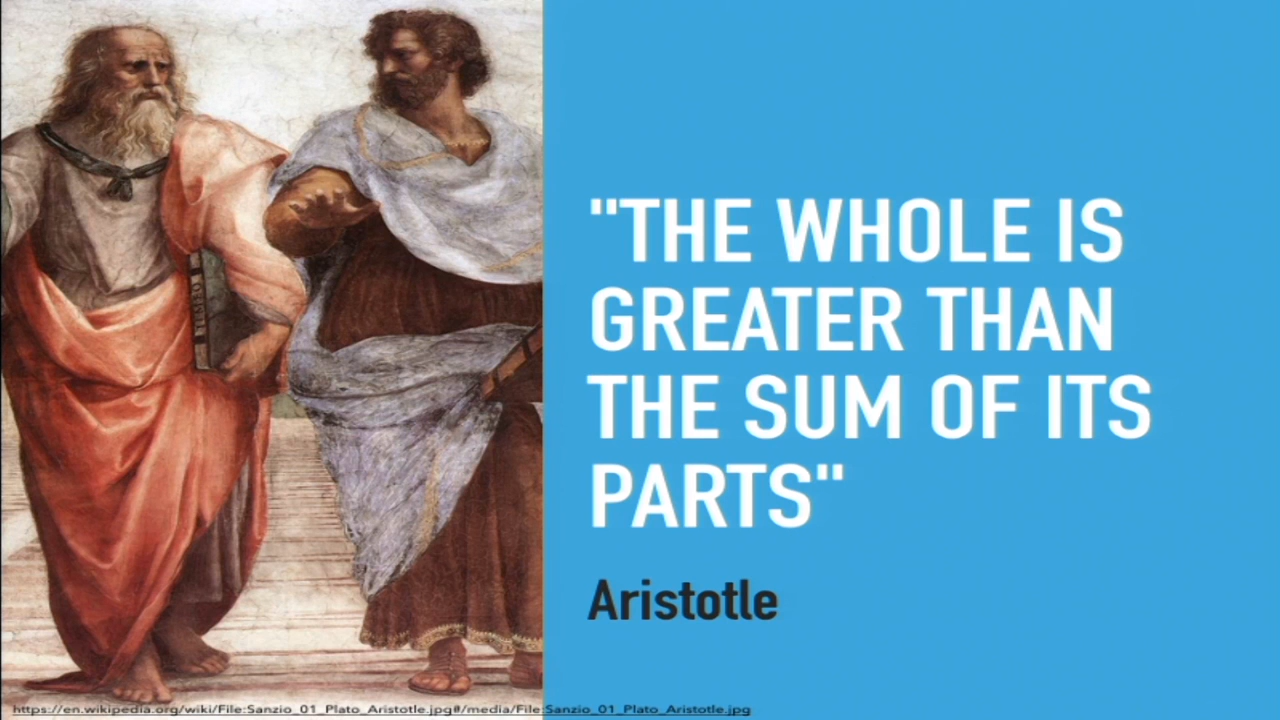 "THE WHOLE IS
GREATER THAN
THE SUM OF ITS
PARTS"
Aristotle
https://en.wikipedia.org/wiki/File:Sanzio_01_Plato_Aristotle.jpg#/media/File:Sanzio_01_Plato_Aristotle.jpg